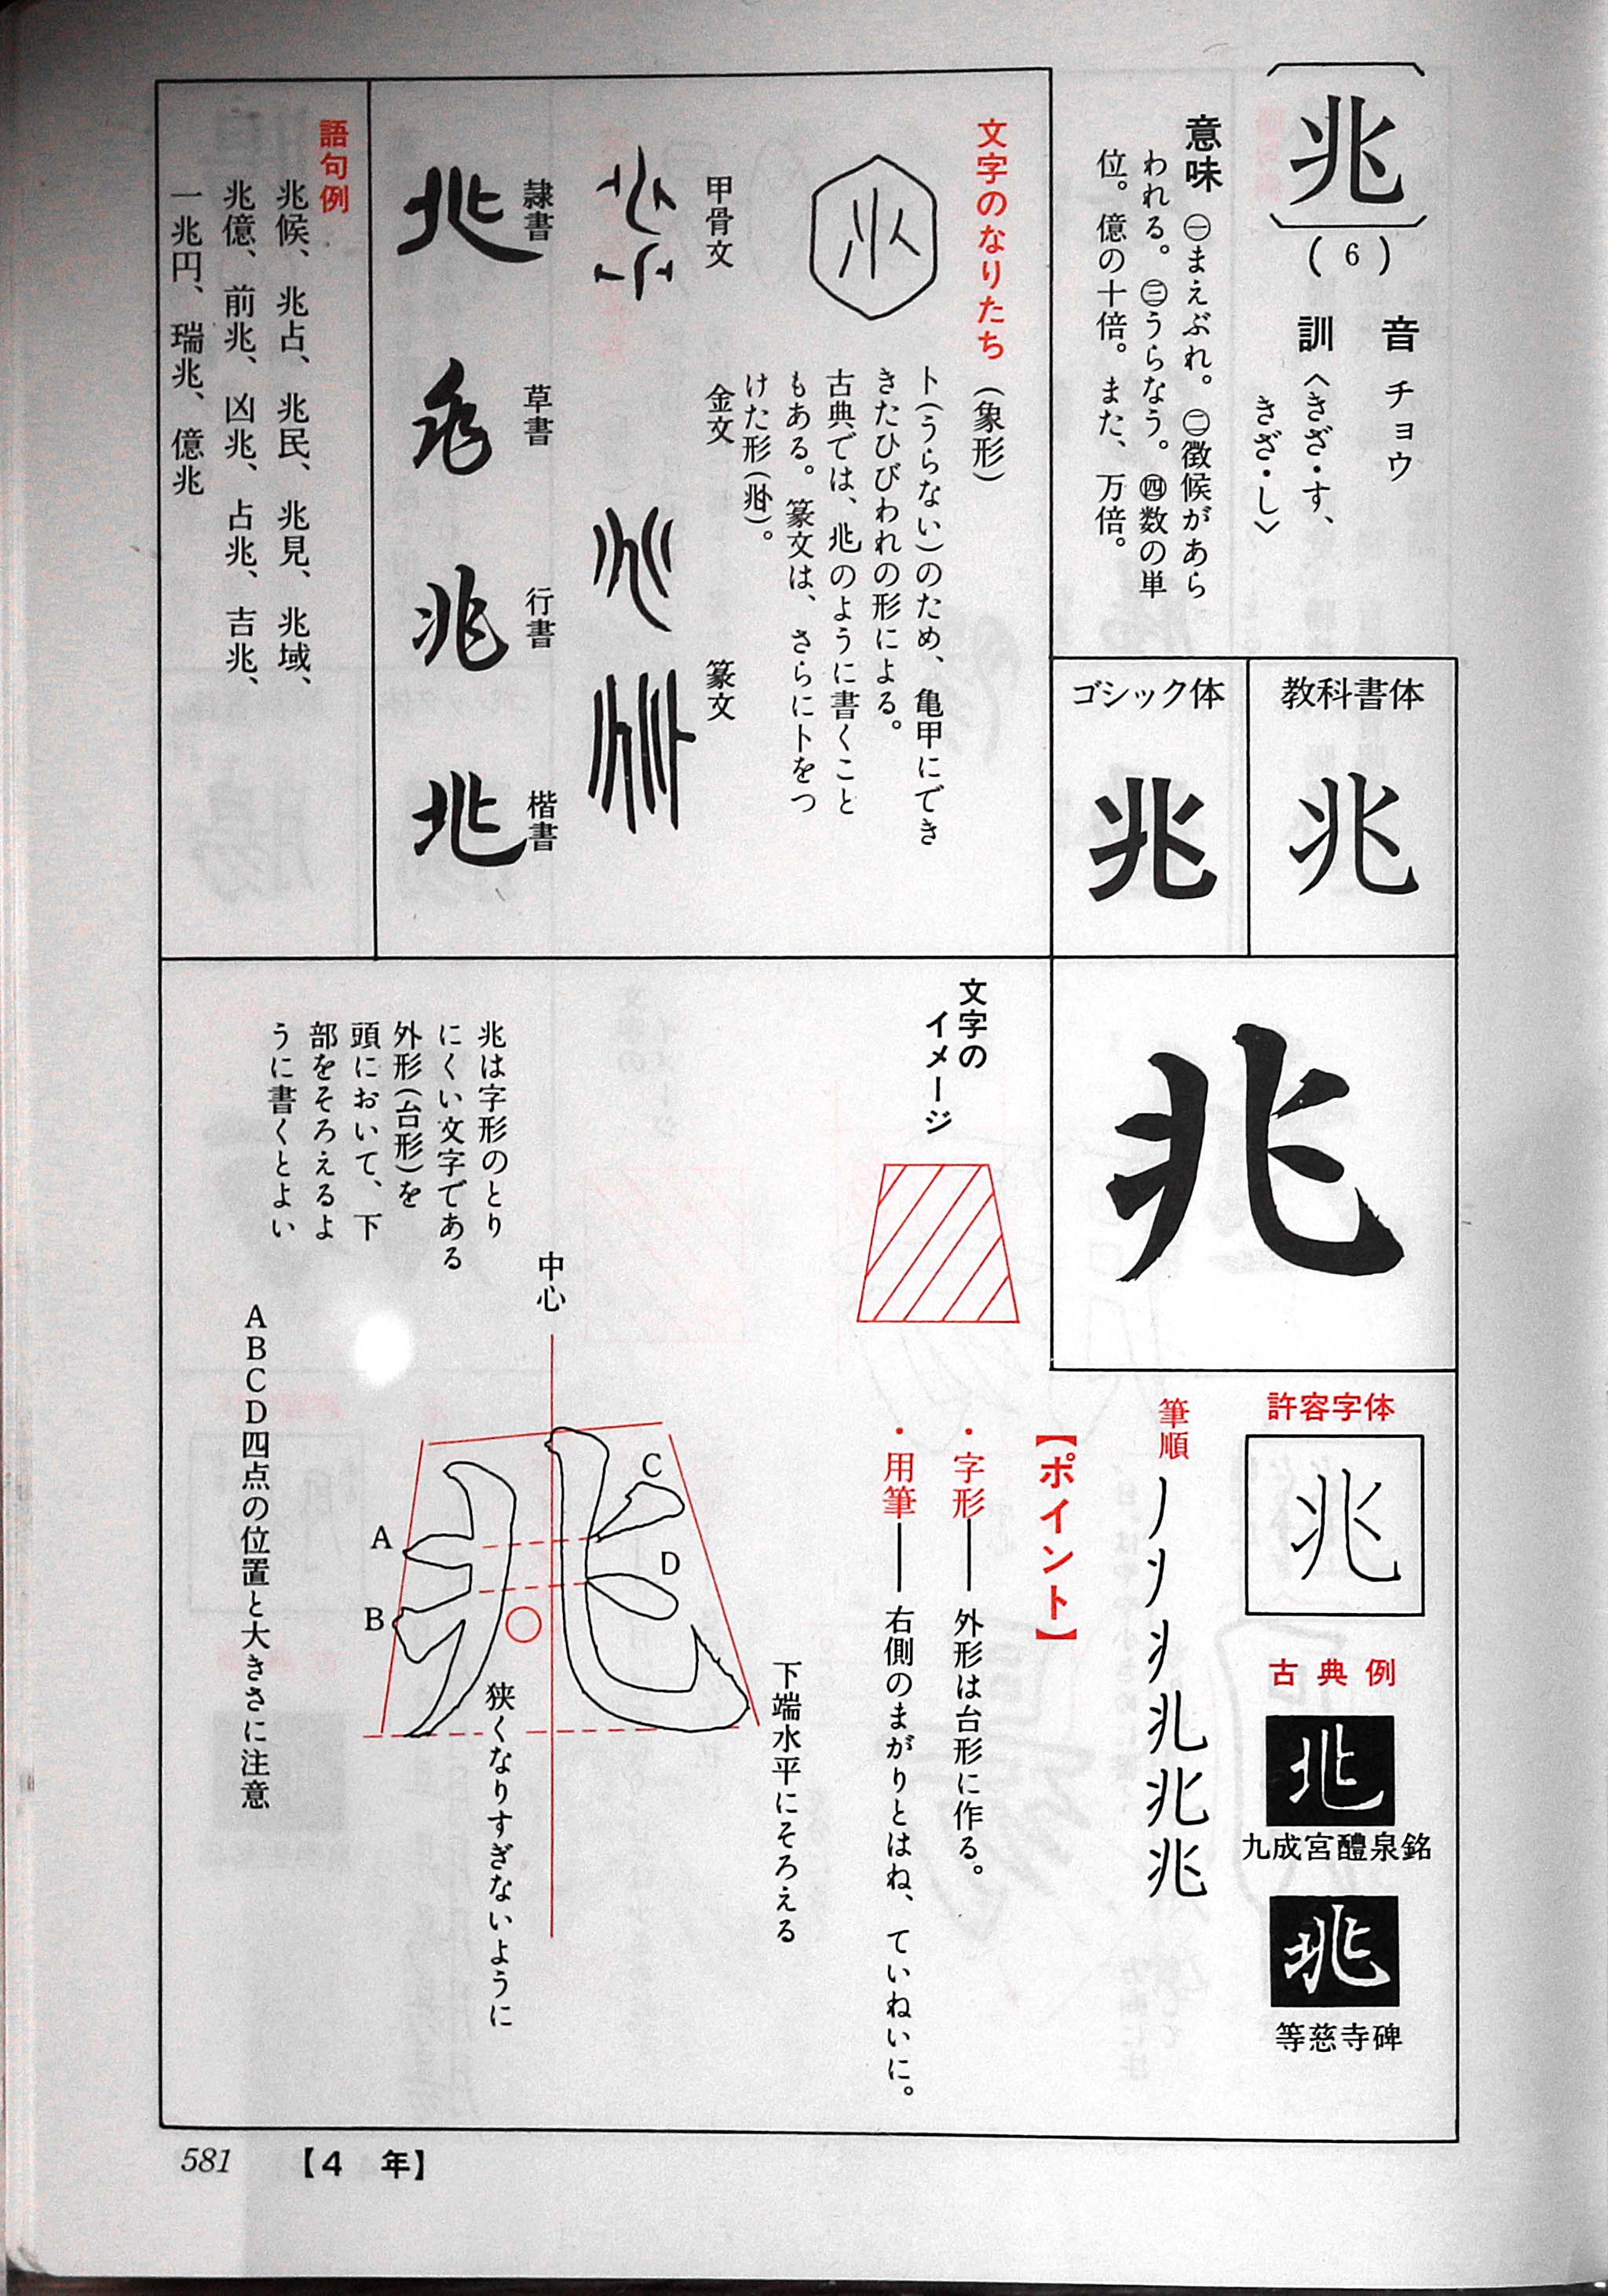 兆
(6)
音 チョウ
訓 〈きざ・す、
きざ・し〉
意味 ㊀まえぶれ。㊁徴候があら
われる。㊂うらなう。㊃数の単
位。億の十倍。また、万倍。
教科書体
兆
ゴシック体
兆
文字のなりたち(象形)
卜(うらない)のため、亀甲にでき
きたひびわれの形による。
古典では、兆のように書くこと
もある。篆文は、さらに卜をつ
けた形(𠧞)。
甲骨文
金文
篆文
隷書
草書
行書
楷書
兆
兆
兆
兆
語句例
兆候、兆占、兆民、兆見、兆域、
兆億、前兆、凶兆、占兆、吉兆、
一兆円、瑞兆、億兆
兆
許容字体
兆
古典例
兆
九成宮醴泉銘
兆
等慈寺碑
筆順
兆
【ポイント】
・字形──外形は台形に作る。
・用筆──右側のまがりとはね、ていねいに。
文字の
イメージ
下端水平にそろえる
中心
A
B
C
D
狭くなりすぎないように
兆は字形のとり
にくい文字である
外形(台形)を
頭において、下
部をそろえるよ
うに書くとよい
ABCD四点の位置と大きさに注意
581 【4 年】